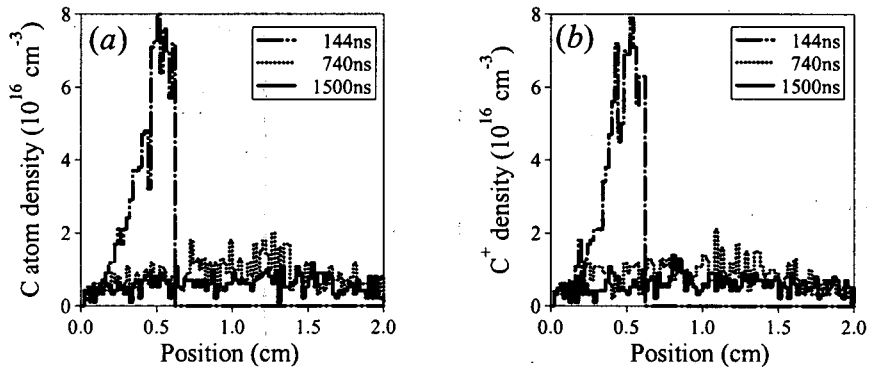 (a)
144ns
740ns
1500ns
C atom density (10^16 cm^-3)
8
6
4
2
0
0.0 0.5 1.0 1.5 2.0
Position (cm)
(b)
144ns
740ns
1500ns
C^+ density (10^16 cm^-3)
8
6
4
2
0
0.0 0.5 1.0 1.5 2.0
Position (cm)